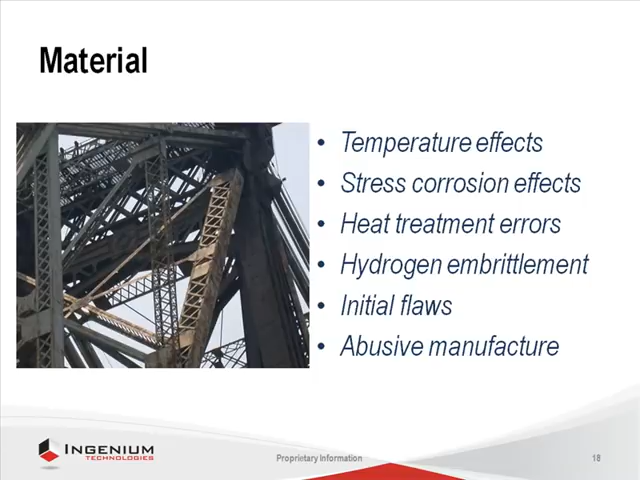 Material
• Temperature effects
• Stress corrosion effects
• Heat treatment errors
• Hydrogen embrittlement
• Initial flaws
• Abusive manufacture
INGENIUM
TECHNOLOGIES
Proprietary Information
18